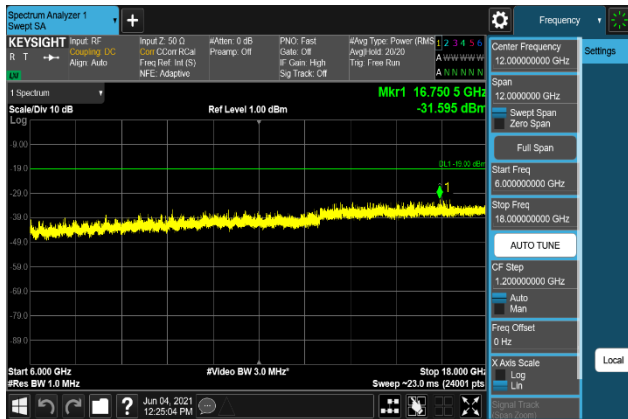 Spectrum Analyzer 1
Swept SA
+
Frequency
KEYSIGHT
R T
Input: RF
Coupling: DC
Align: Auto
Input Z: 50 Ω
Corr CCorr RCal
Freq Ref: Int (S)
NFE: Adaptive
#Atten: 0 dB
Preamp: Off
PNO: Fast
Gate: Off
IF Gain: High
Sig Track: Off
#Avg Type: Power (RMS
Avg|Hold: 20/20
Trig: Free Run
1 2 3 4 5 6
A W W W W W
A N N N N N
LXI
1 Spectrum
Scale/Div 10 dB
Log
Ref Level 1.00 dBm
Mkr1 16.750 5 GHz
-31.595 dBm
-9.00
-19.0
-29.0
-39.0
-49.0
-59.0
-69.0
-79.0
-89.0
DL1 -19.00 dBm
1
Start 6.000 GHz
#Res BW 1.0 MHz
#Video BW 3.0 MHz*
Stop 18.000 GHz
Sweep ~23.0 ms (24001 pts
Jun 04, 2021
12:25:04 PM
?
Center Frequency
12.000000000 GHz
Settings
Span
12.0000000 GHz
Swept Span
Zero Span
Full Span
Start Freq
6.000000000 GHz
Stop Freq
18.000000000 GHz
AUTO TUNE
CF Step
1.200000000 GHz
Auto
Man
Freq Offset
0 Hz
X Axis Scale
Log
Lin
Local
Signal Track
(Span Zoom)